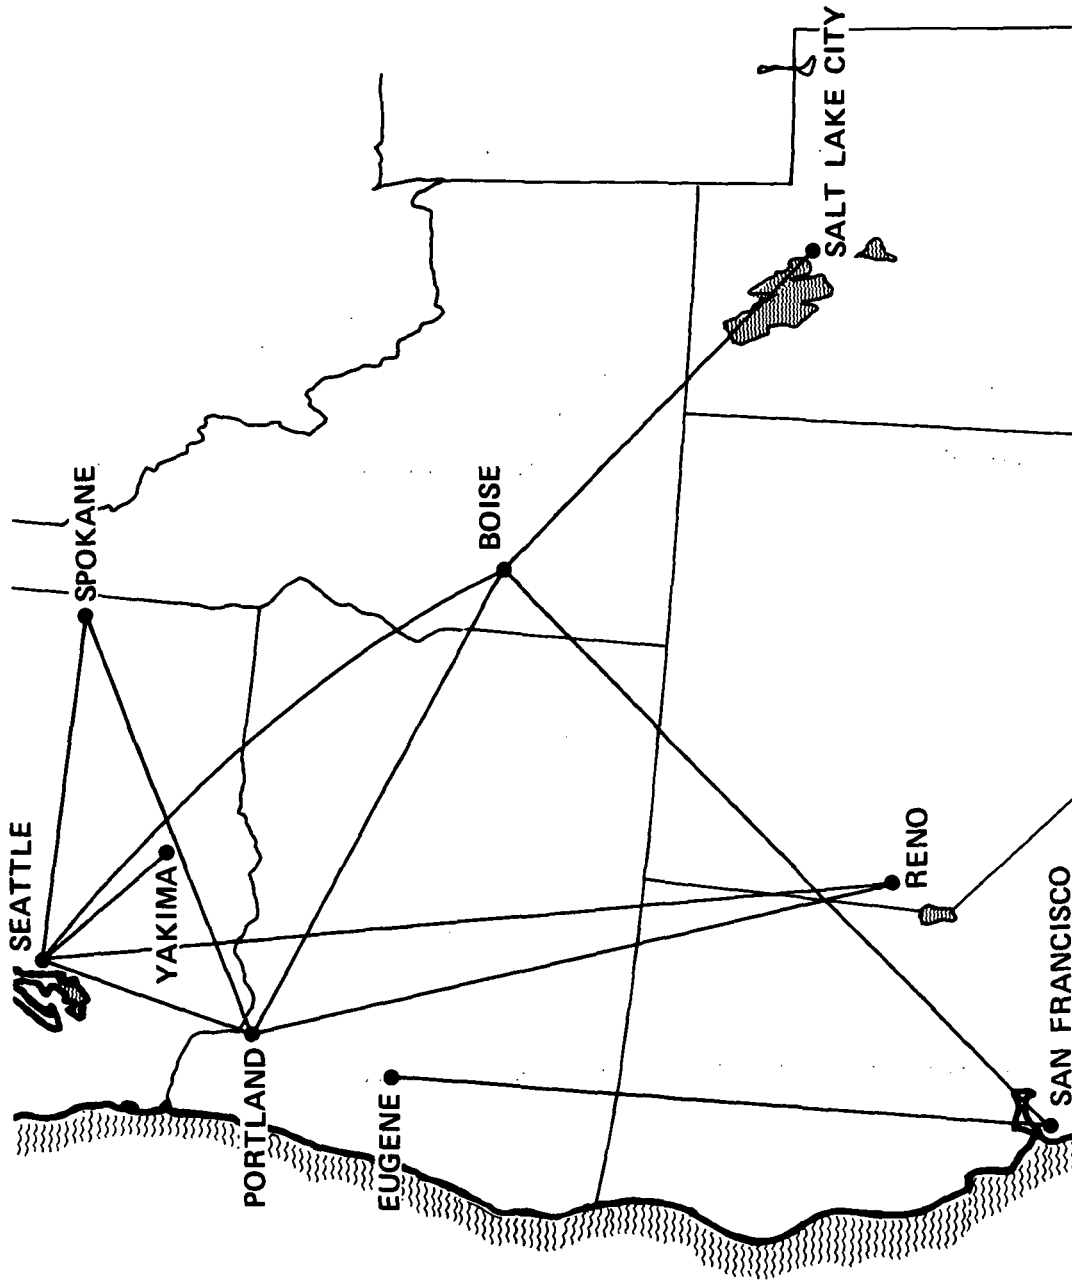 SEATTLE
SPOKANE
YAKIMA
PORTLAND
EUGENE
BOISE
SALT LAKE CITY
RENO
SAN FRANCISCO